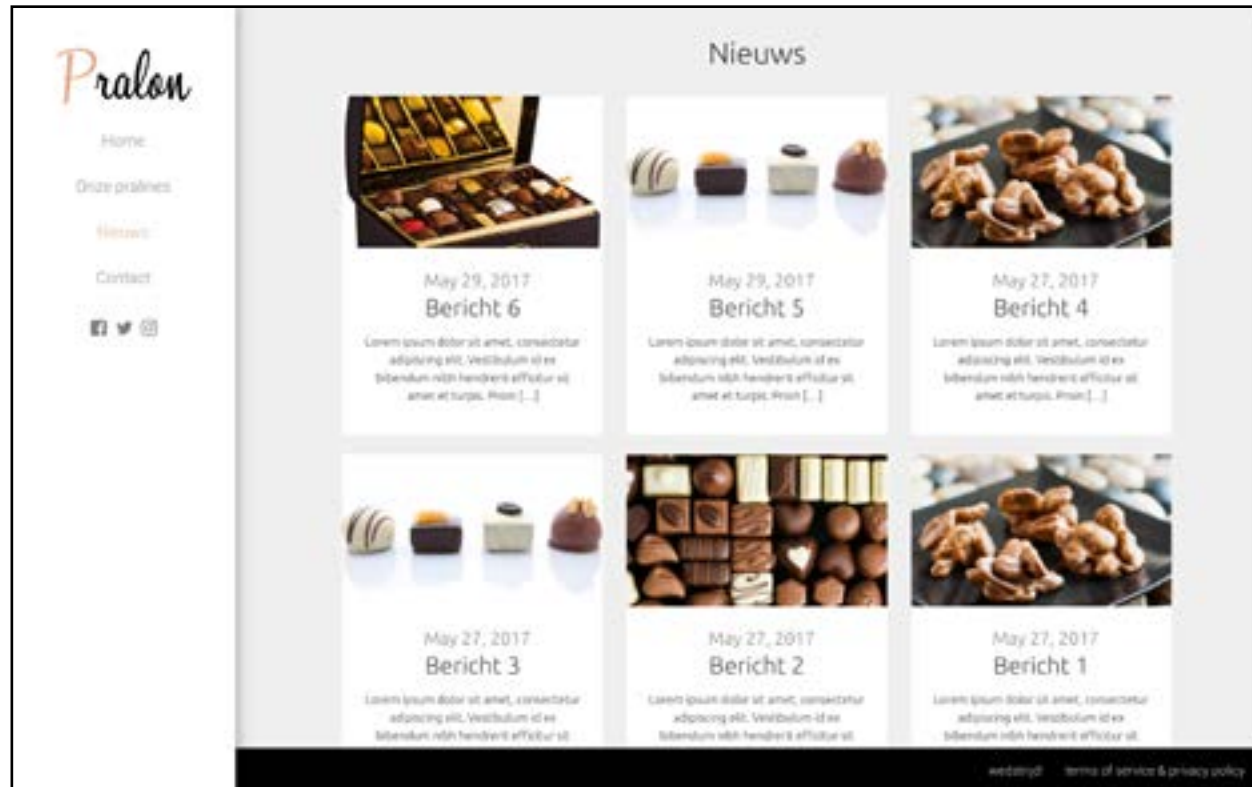 Pralon
Home
Onze pralines
Nieuws
Contact
Nieuws
May 29, 2017
Bericht 6
Lorem ipsum dolor sit amet, consectetur
adipiscing elit. Vestibulum id ex
bibendum nibh hendrerit efficitur sit
amet et turpis. Proin [...]
May 29, 2017
Bericht 5
Lorem ipsum dolor sit amet, consectetur
adipiscing elit. Vestibulum id ex
bibendum nibh hendrerit efficitur sit
amet et turpis. Proin [...]
May 27, 2017
Bericht 4
Lorem ipsum dolor sit amet, consectetur
adipiscing elit. Vestibulum id ex
bibendum nibh hendrerit efficitur sit
amet et turpis. Proin [...]
May 27, 2017
Bericht 3
Lorem ipsum dolor sit amet, consectetur
adipiscing elit. Vestibulum id ex
bibendum nibh hendrerit efficitur sit
May 27, 2017
Bericht 2
Lorem ipsum dolor sit amet, consectetur
adipiscing elit. Vestibulum id ex
bibendum nibh hendrerit efficitur sit
May 27, 2017
Bericht 1
Lorem ipsum dolor sit amet, consectetur
adipiscing elit. Vestibulum id ex
bibendum nibh hendrerit efficitur sit
wedstrijd terms of service & privacy policy